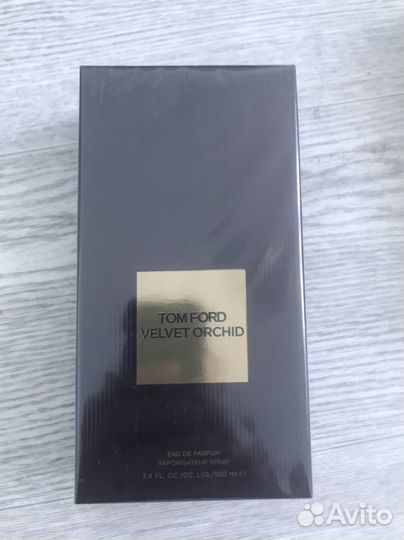 TOM FORD
VELVET ORCHID
EAU DE PARFUM
VAPORISATEUR SPRAY
3.4 FL. OZ./OZ. LIQ./100 ml ℮
Avito